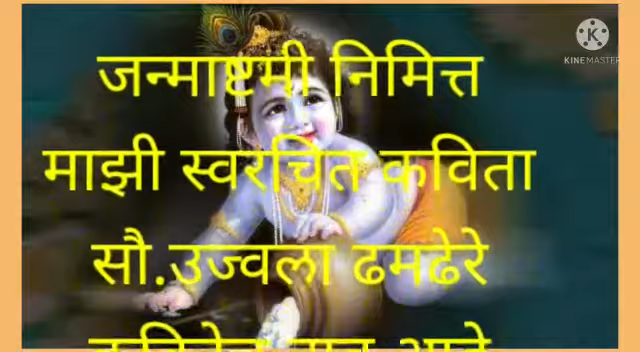 KINEMASTER
जन्माष्टमी निमित्त
माझी स्वरचित कविता
सौ.उज्वला ढमढेरे